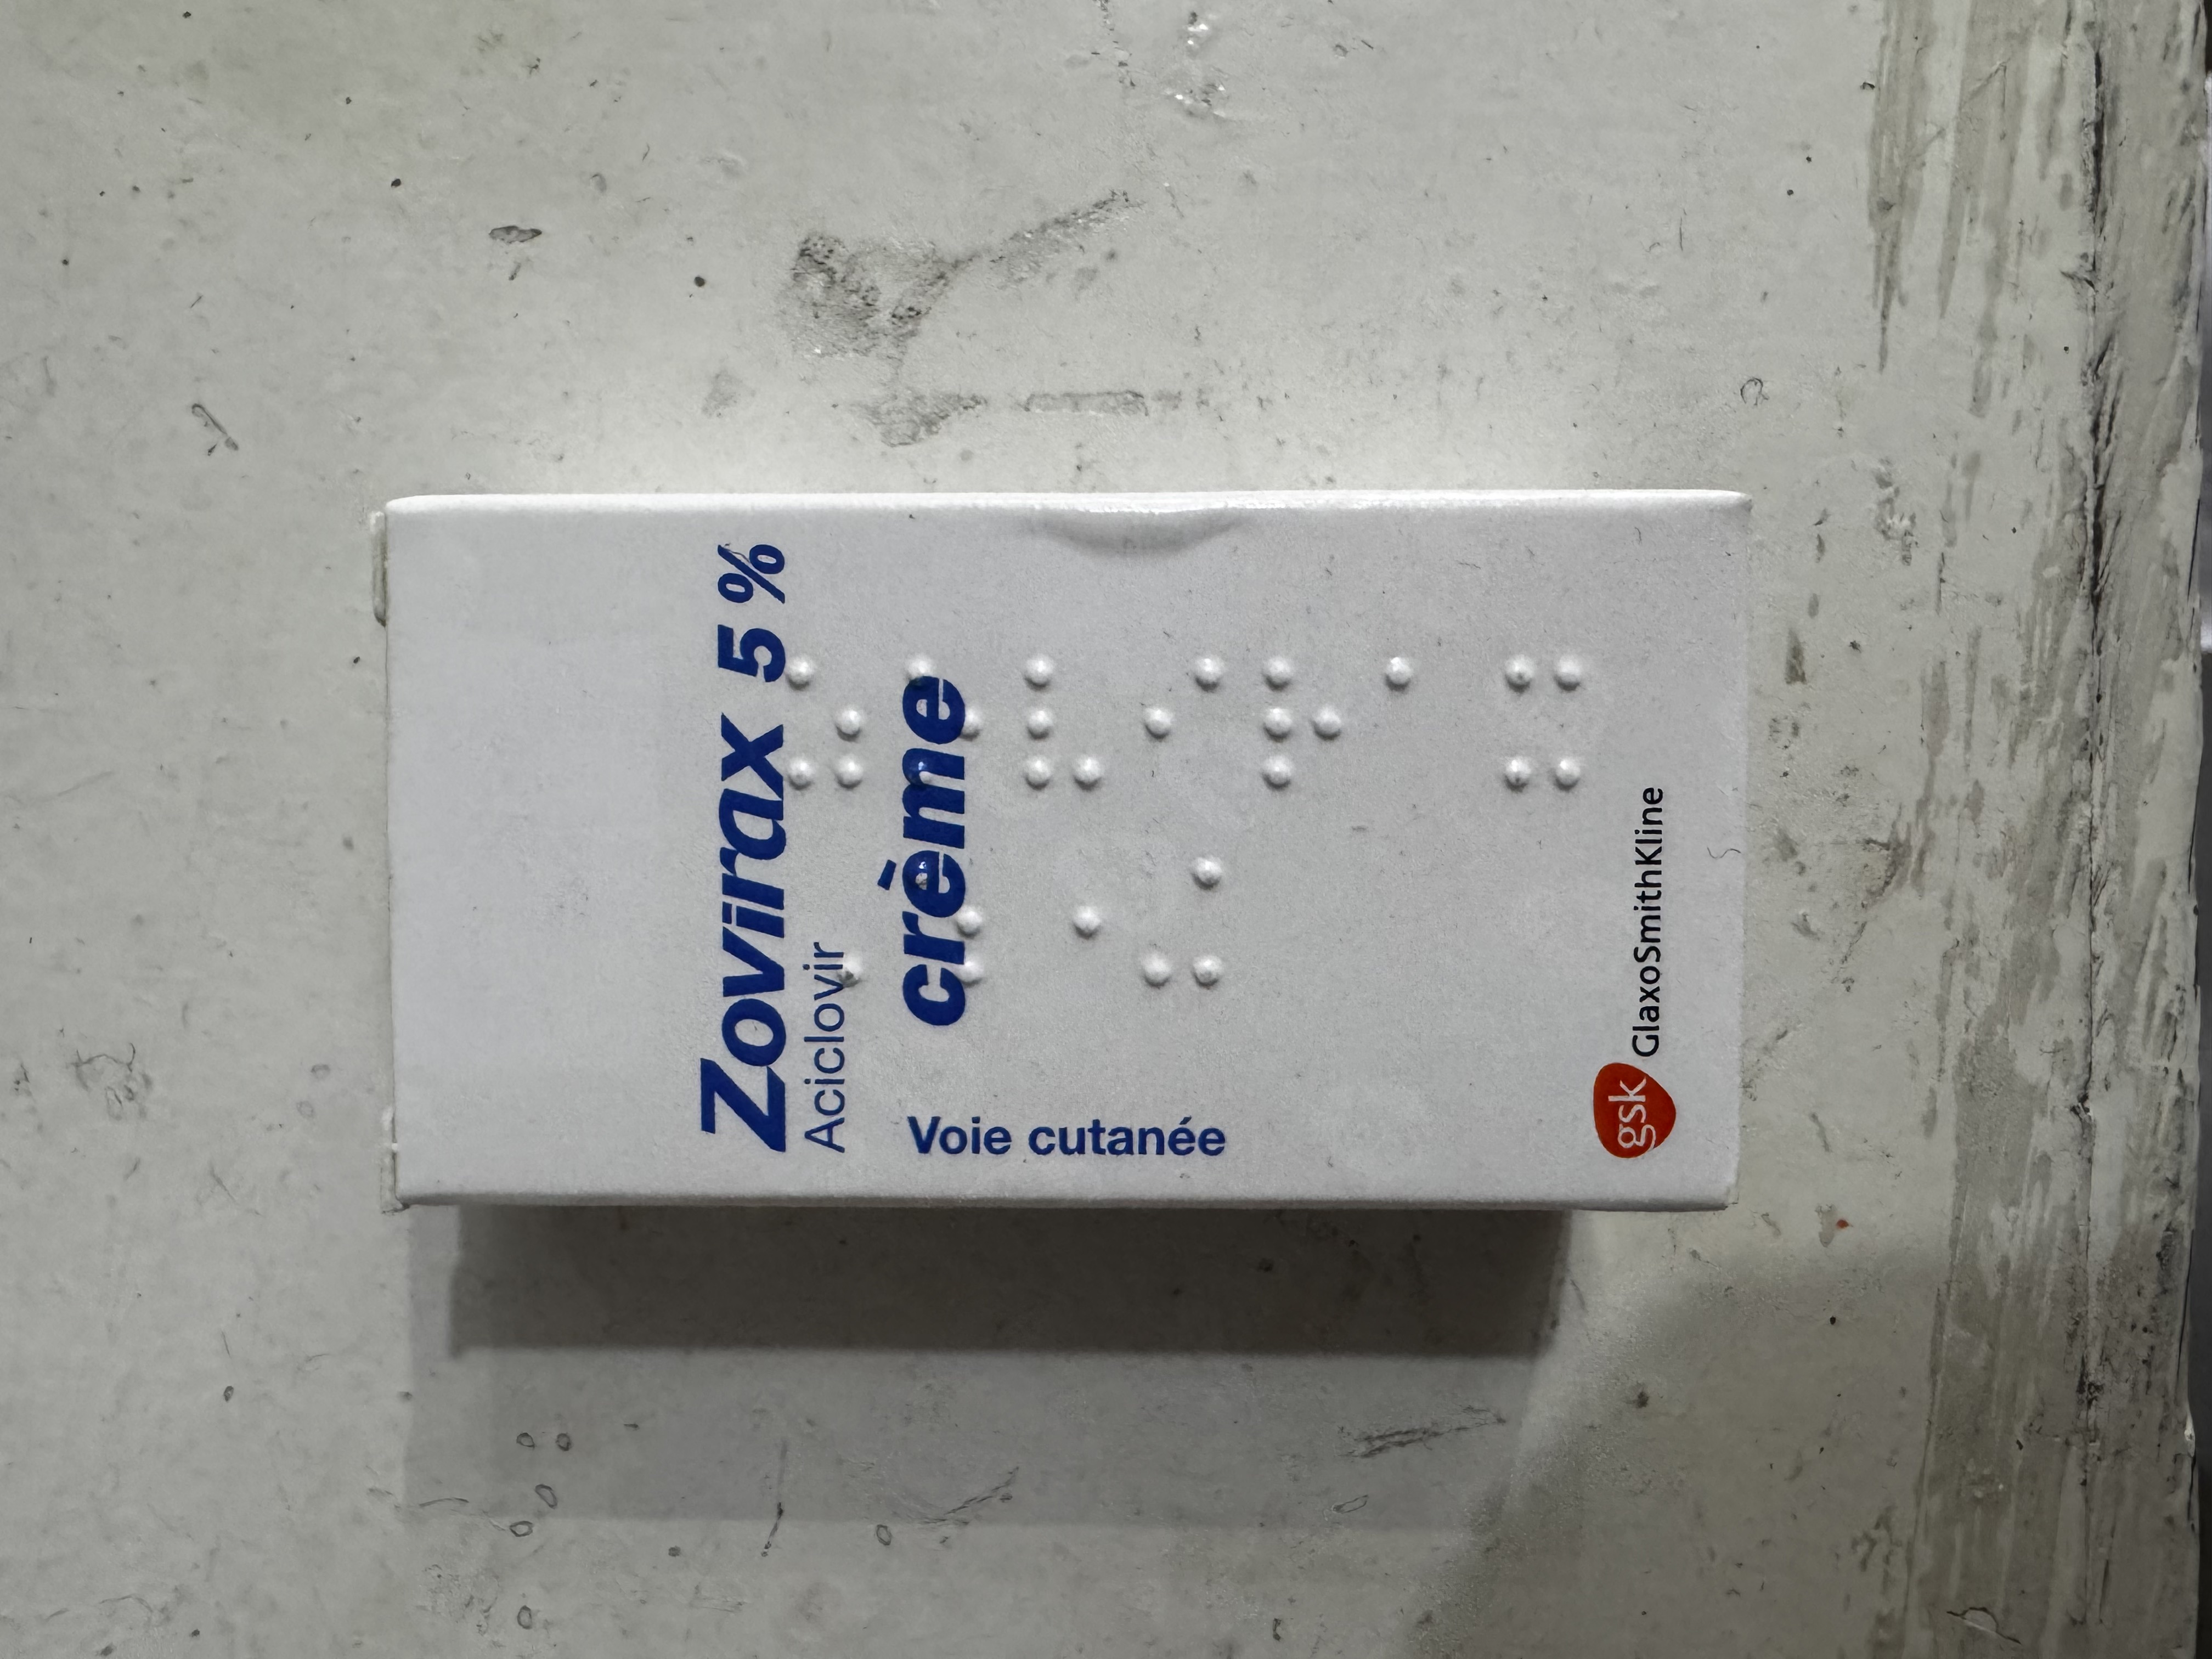 Zovirax 5 %
Aciclovir
crème
Voie cutanée
gsk GlaxoSmithKline